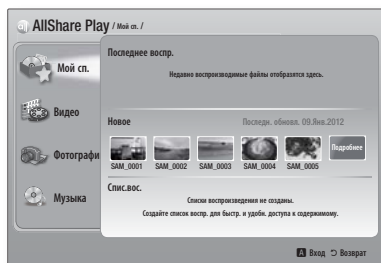 AllShare Play / Мой сп. /
Мой сп.
Видео
Фотографи
Музыка
Последнее воспр.
Недавно воспроизводимые файлы отобразятся здесь.
Новое
Последн. обновл. 09.Янв.2012
SAM_0001 SAM_0002 SAM_0003 SAM_0004 SAM_0005 Подробнее
Спис.вос.
Списки воспроизведения не созданы.
Создайте список воспр. для быстр. и удобн. доступа к содержимому.
A Вход Возврат